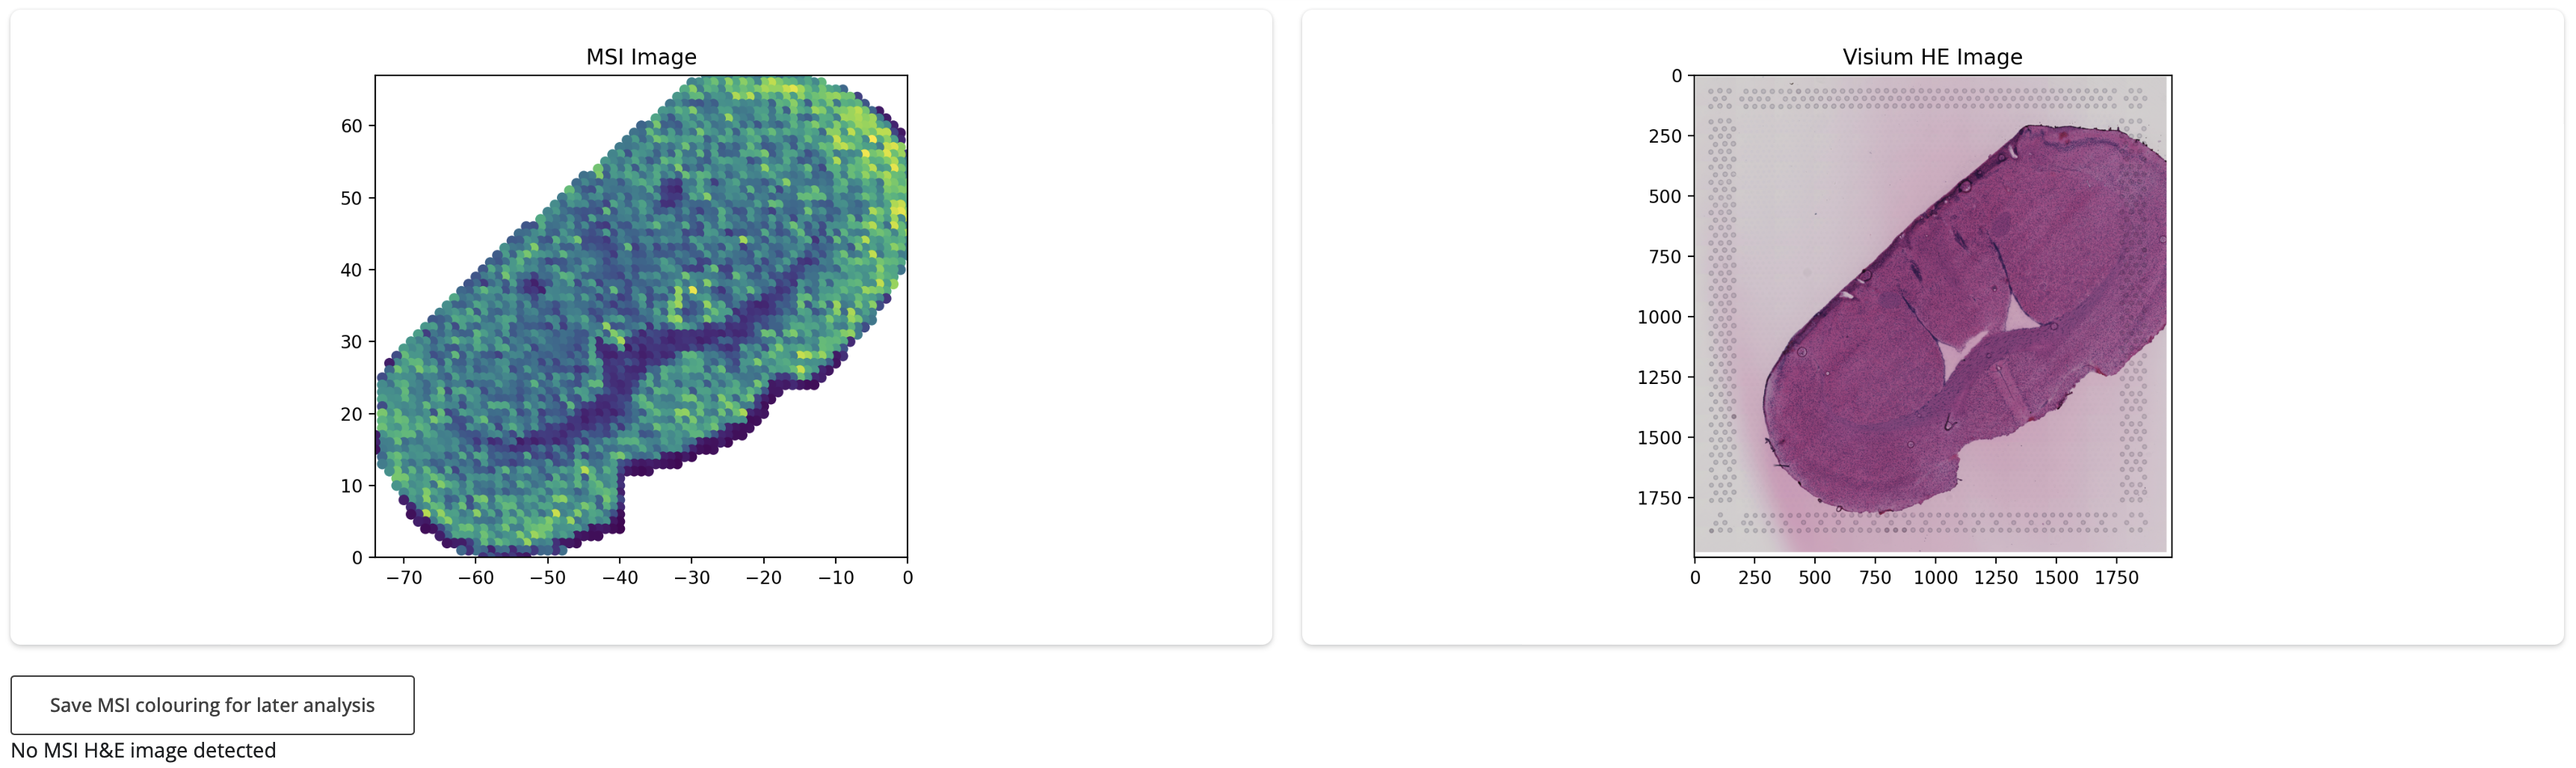 MSI Image
60
50
40
30
20
10
0
−70 −60 −50 −40 −30 −20 −10 0
Visium HE Image
0
250
500
750
1000
1250
1500
1750
0 250 500 750 1000 1250 1500 1750
Save MSI colouring for later analysis
No MSI H&E image detected